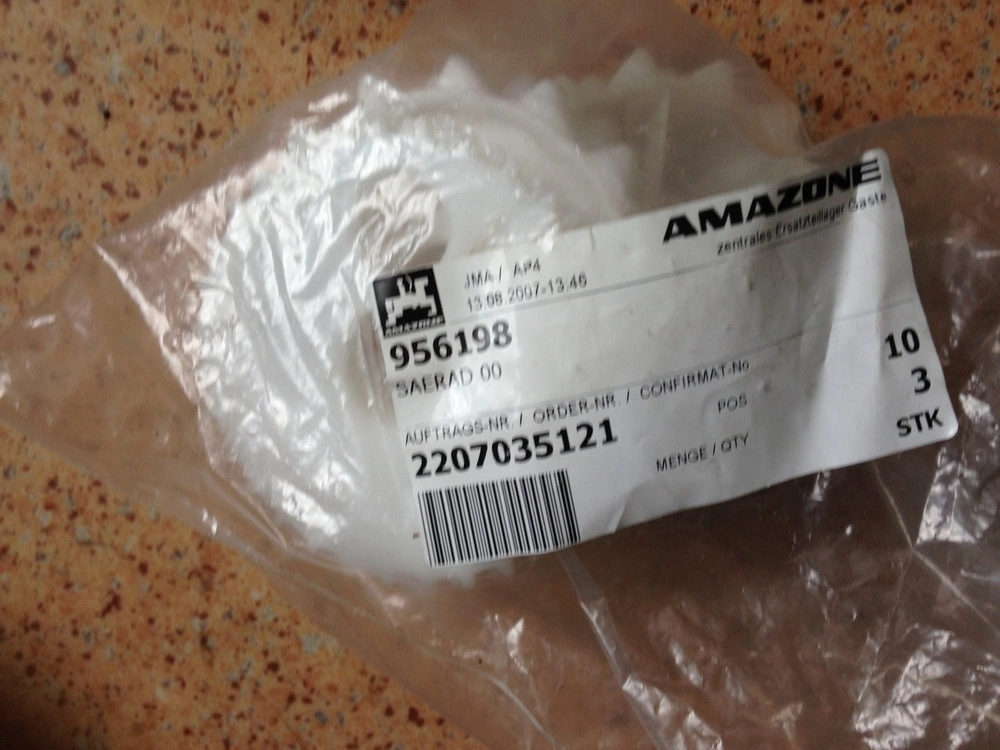 AMAZONE
zentrales Ersatzteillager Gaste
JMA / AP4
13.08.2007-13.46
AMAZONE
956198
SAERAD 00
AUFTRAGS-NR. / ORDER-NR. / CONFIRMAT-No
2207035121
POS 10
MENGE / QTY 3
STK